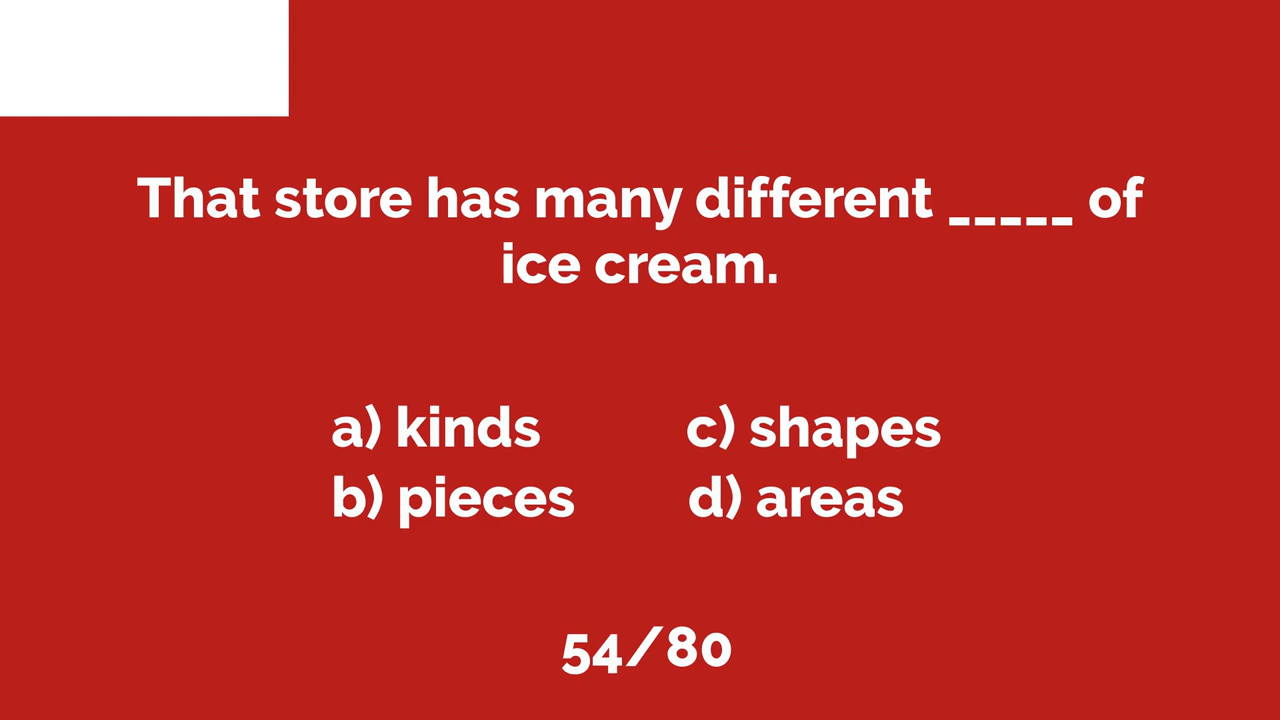 That store has many different _____ of
ice cream.
a) kinds
b) pieces
c) shapes
d) areas
54/80